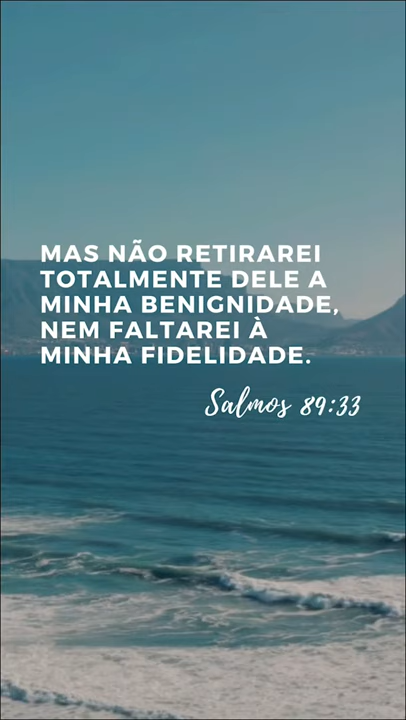 MAS NÃO RETIRAREI
TOTALMENTE DELE A
MINHA BENIGNIDADE,
NEM FALTAREI À
MINHA FIDELIDADE.
Salmos 89:33